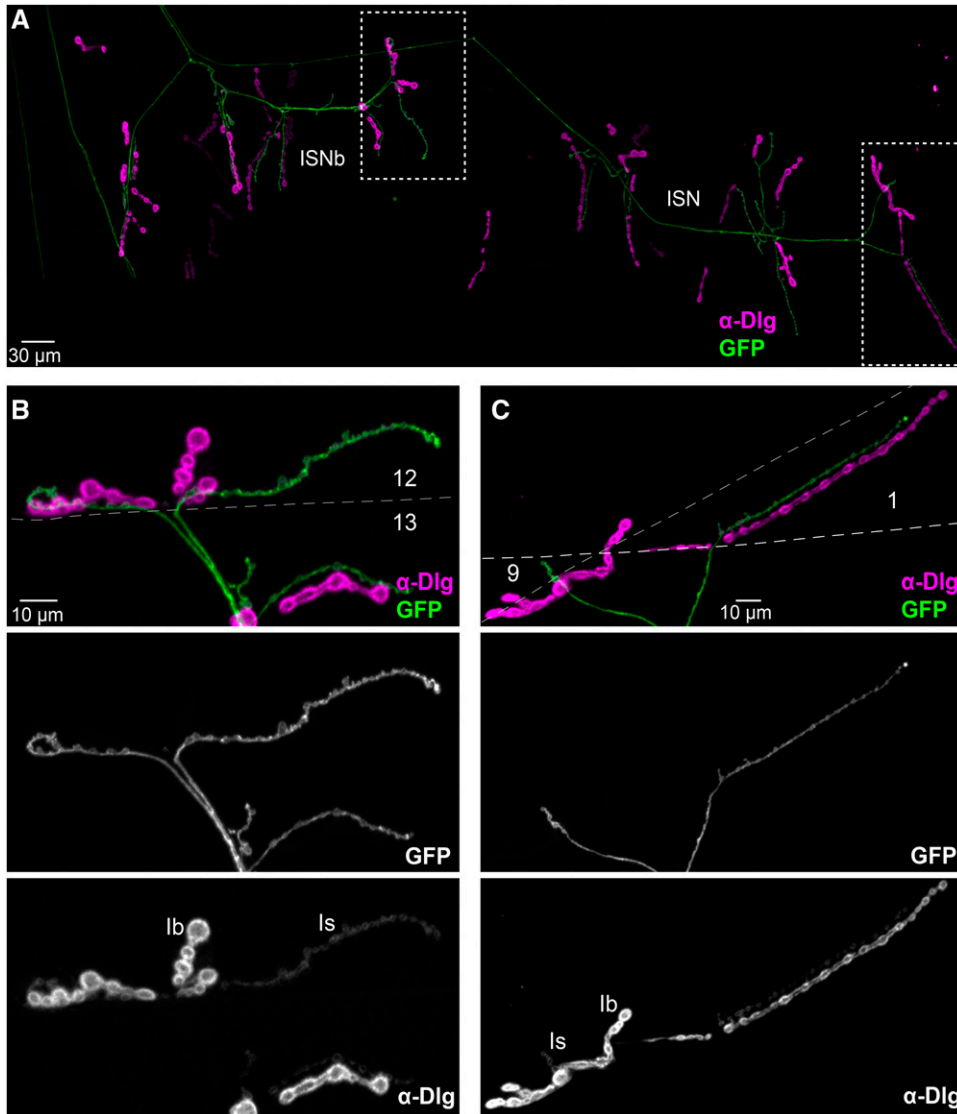 A
ISNb
ISN
α-Dlg
GFP
30 µm
B
12
13
α-Dlg
GFP
10 µm
C
1
9
α-Dlg
GFP
10 µm
GFP
GFP
Ib
Is
α-Dlg
Ib
Is
α-Dlg